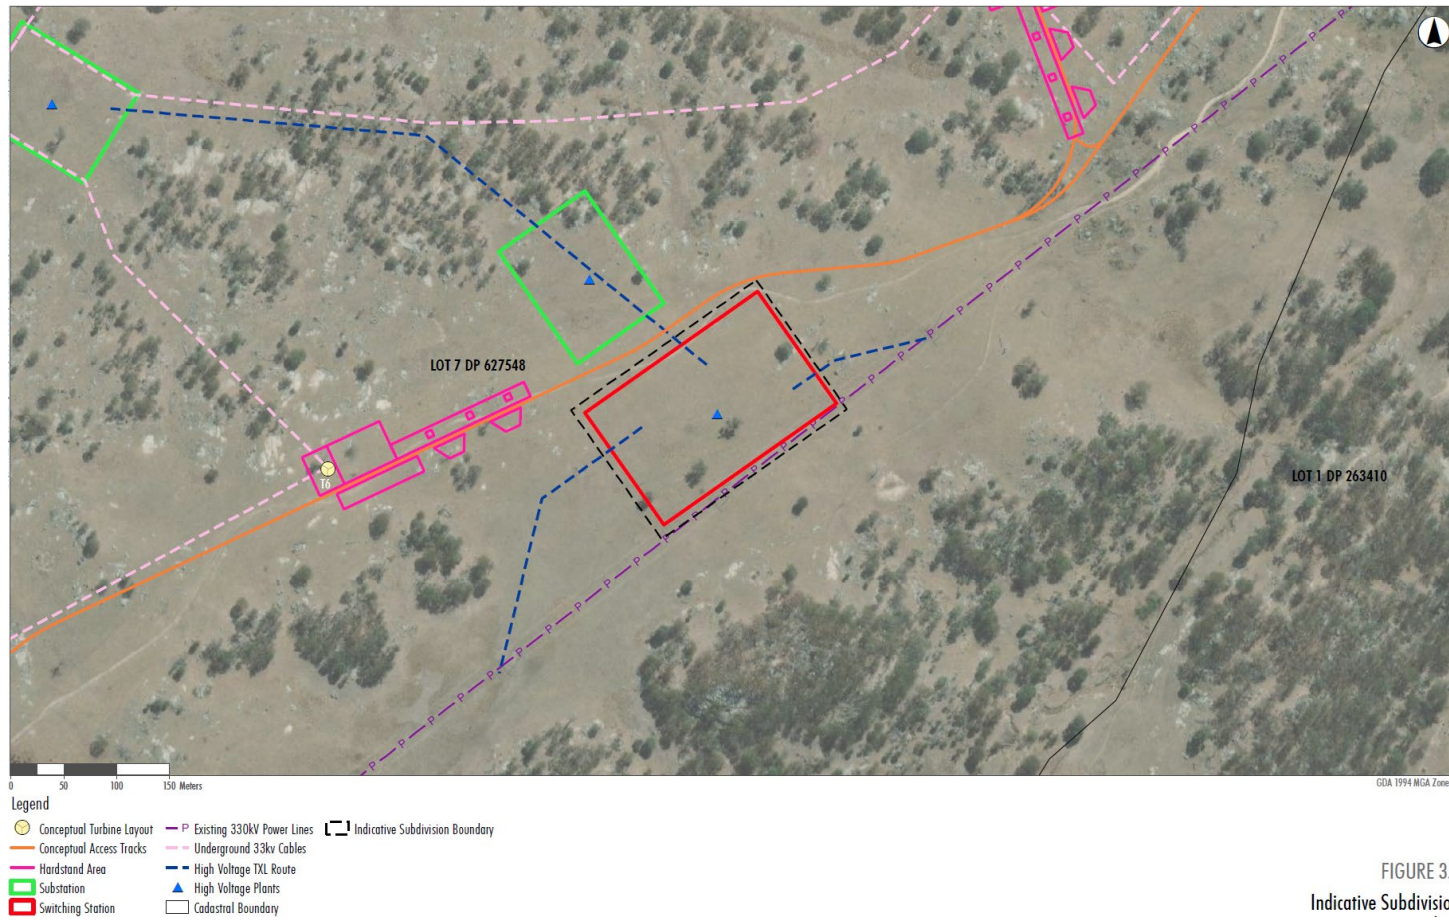 LOT 7 DP 627548
T6
LOT 1 DP 263410
0 50 100 150 Meters
GDA 1994 MGA Zone
Legend
Conceptual Turbine Layout
Conceptual Access Tracks
Hardstand Area
Substation
Switching Station
P Existing 330kV Power Lines
Underground 33kv Cables
High Voltage TXL Route
High Voltage Plants
Cadastral Boundary
Indicative Subdivision Boundary
FIGURE 3.
Indicative Subdivisio